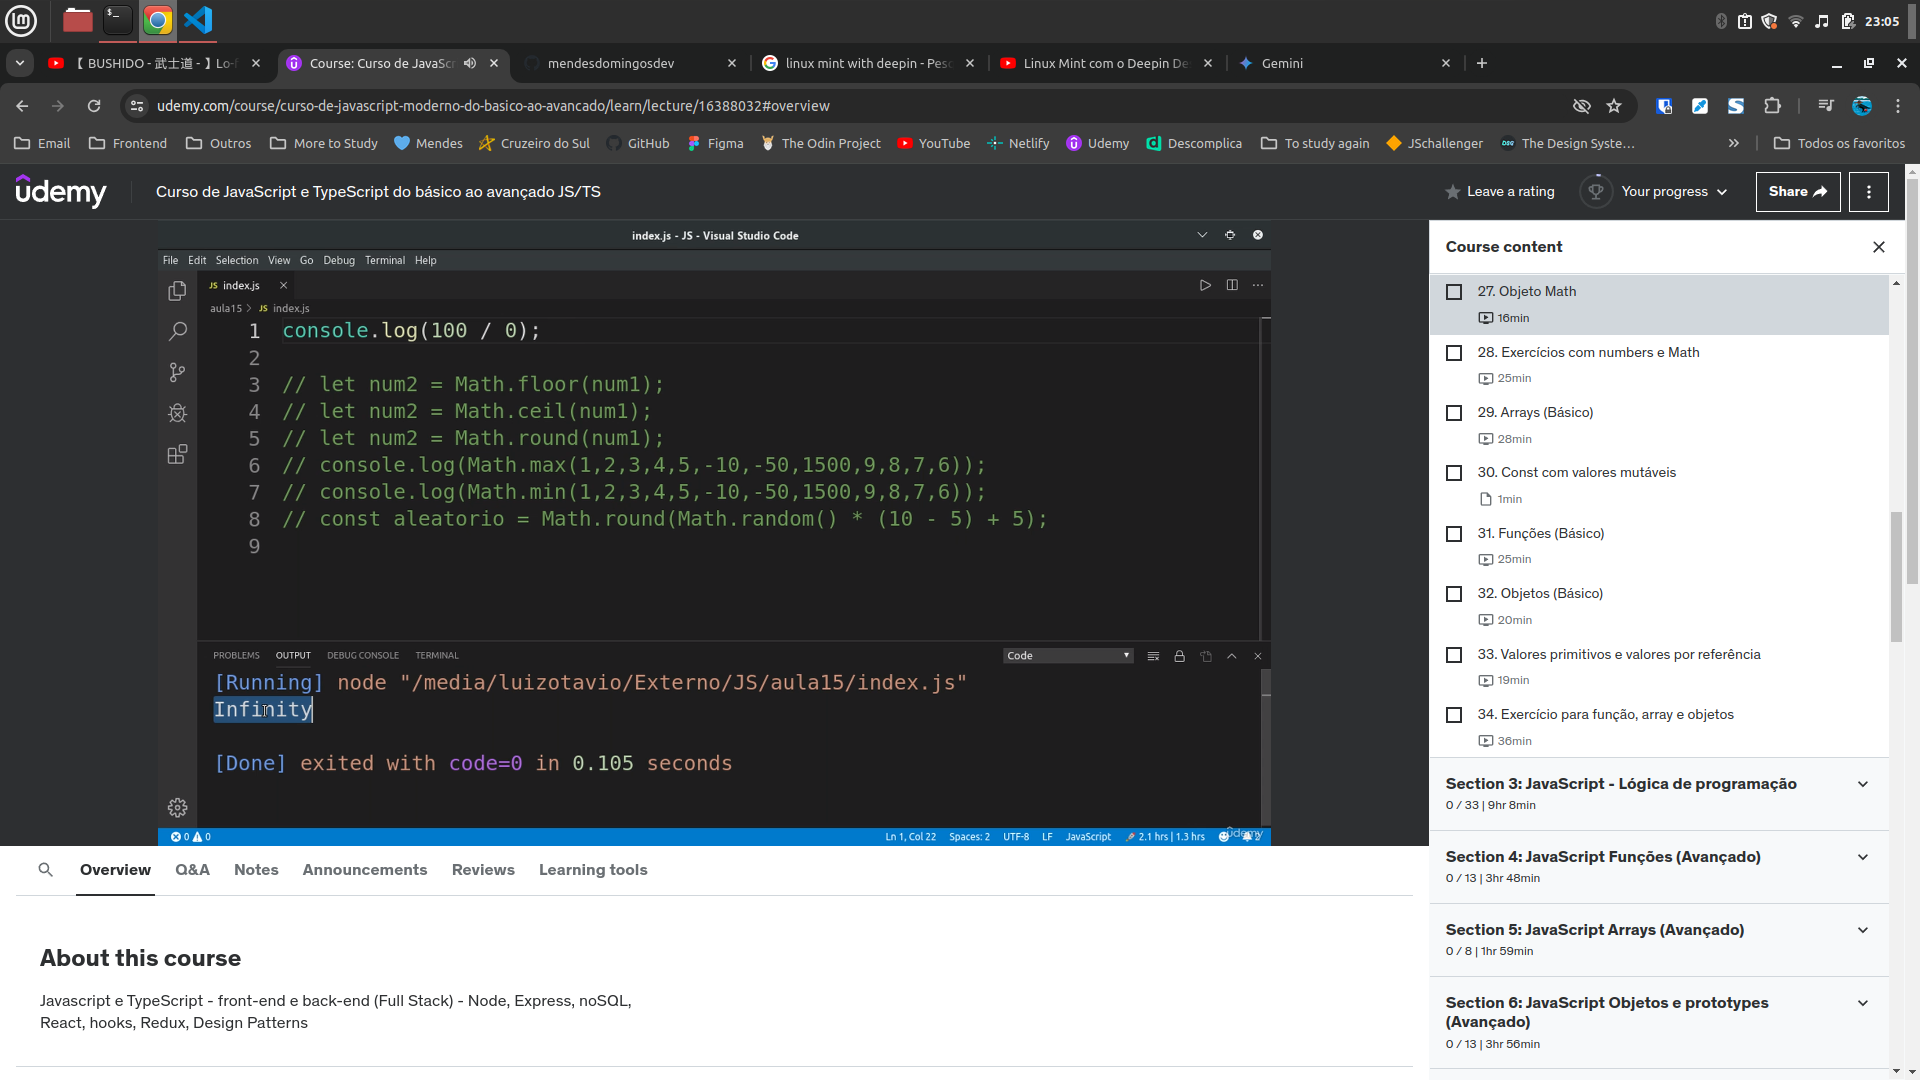 23:05
【 BUSHIDO - 武士道 - 】Lo-
Course: Curso de JavaScr
mendesdomingosdev
linux mint with deepin - Pesq
Linux Mint com o Deepin De
Gemini
udemy.com/course/curso-de-javascript-moderno-do-basico-ao-avancado/learn/lecture/16388032#overview
Email
Frontend
Outros
More to Study
Mendes
Cruzeiro do Sul
GitHub
Figma
The Odin Project
YouTube
Netlify
Udemy
Descomplica
To study again
JSchallenger
The Design Syste…
Todos os favoritos
ûdemy
Curso de JavaScript e TypeScript do básico ao avançado JS/TS
Leave a rating
Your progress
Share
index.js - JS - Visual Studio Code
File Edit Selection View Go Debug Terminal Help
JS index.js
aula15 > JS index.js
1 console.log(100 / 0);
2
3 // let num2 = Math.floor(num1);
4 // let num2 = Math.ceil(num1);
5 // let num2 = Math.round(num1);
6 // console.log(Math.max(1,2,3,4,5,-10,-50,1500,9,8,7,6));
7 // console.log(Math.min(1,2,3,4,5,-10,-50,1500,9,8,7,6));
8 // const aleatorio = Math.round(Math.random() * (10 - 5) + 5);
9
PROBLEMS OUTPUT DEBUG CONSOLE TERMINAL
Code
[Running] node "/media/luizotavio/Externo/JS/aula15/index.js"
Infinity
[Done] exited with code=0 in 0.105 seconds
0 0
Ln 1, Col 22 Spaces: 2 UTF-8 LF JavaScript 2.1 hrs | 1.3 hrs
ûdemy
Course content
27. Objeto Math
16min
28. Exercícios com numbers e Math
25min
29. Arrays (Básico)
28min
30. Const com valores mutáveis
1min
31. Funções (Básico)
25min
32. Objetos (Básico)
20min
33. Valores primitivos e valores por referência
19min
34. Exercício para função, array e objetos
36min
Section 3: JavaScript - Lógica de programação
0 / 33 | 9hr 8min
Section 4: JavaScript Funções (Avançado)
0 / 13 | 3hr 48min
Section 5: JavaScript Arrays (Avançado)
0 / 8 | 1hr 59min
Section 6: JavaScript Objetos e prototypes
(Avançado)
0 / 13 | 3hr 56min
Overview
Q&A
Notes
Announcements
Reviews
Learning tools
About this course
Javascript e TypeScript - front-end e back-end (Full Stack) - Node, Express, noSQL,
React, hooks, Redux, Design Patterns